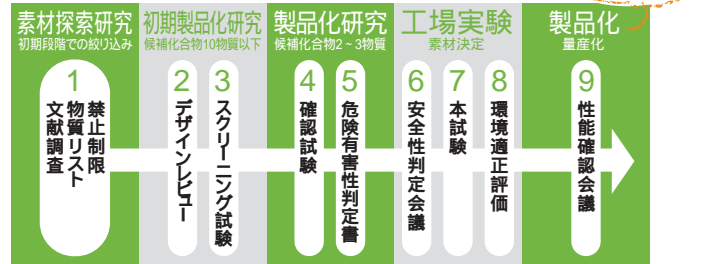 素材探索研究
初期段階での絞り込み
初期製品化研究
候補化合物10物質以下
製品化研究
候補化合物2～3物質
工場実験
素材決定
製品化
量産化
1
禁止制限
物質リスト
文献調査
2
デザインレビュー
3
スクリーニング試験
4
確認試験
5
危険有害性判定書
6
安全性判定会議
7
本試験
8
環境適正評価
9
性能確認会議